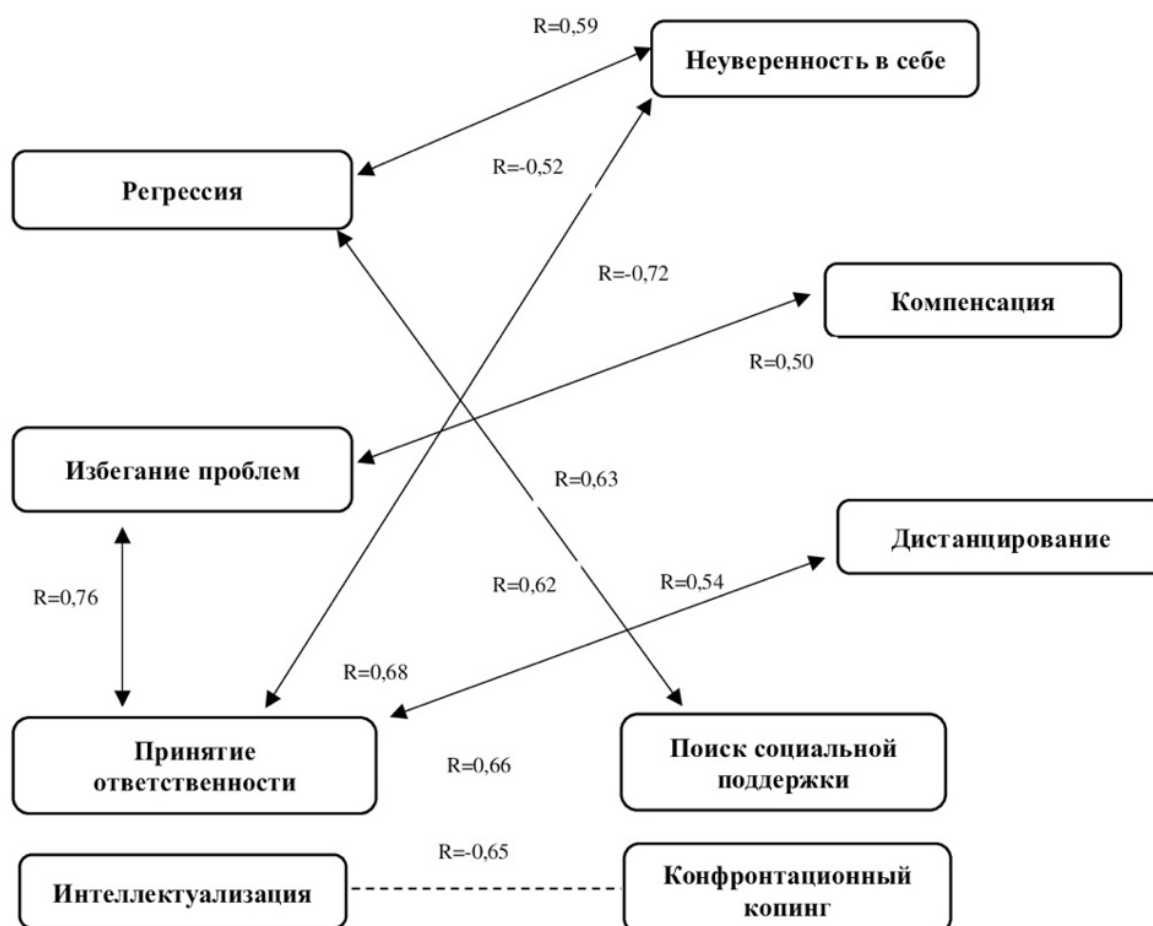 R=0,59
Неуверенность в себе
R=-0,52
Регрессия
R=-0,72
Компенсация
R=0,50
Избегание проблем
R=0,63
Дистанцирование
R=0,62
R=0,54
R=0,76
R=0,68
Принятие
ответственности
Поиск социальной
поддержки
R=0,66
R=-0,65
Интеллектуализация
Конфронтационный
копинг